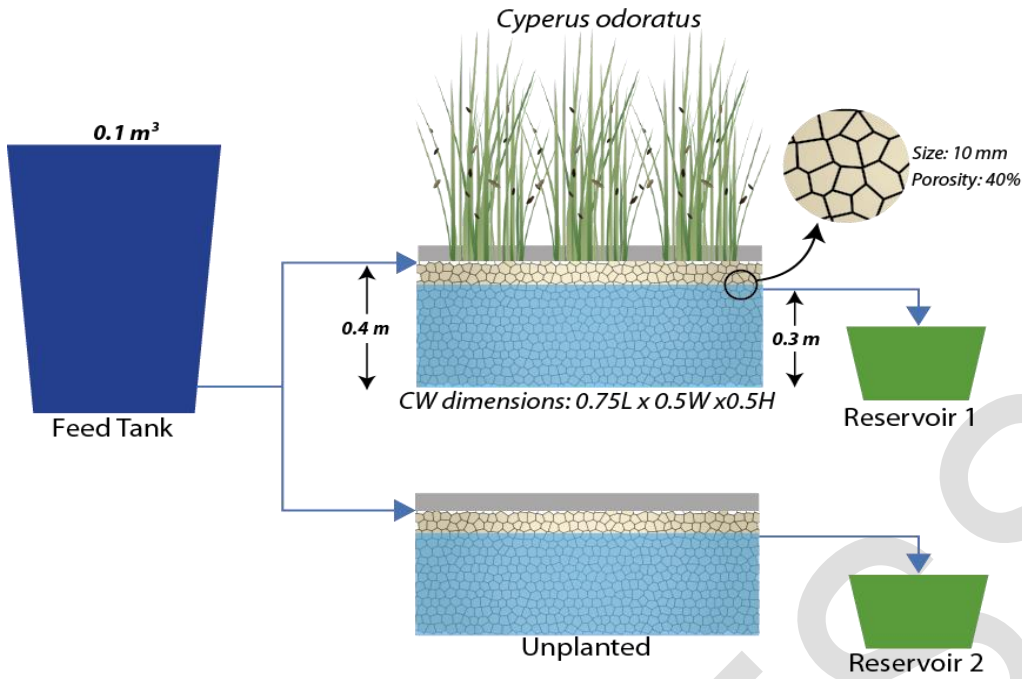 Cyperus odoratus
0.1 m³
Size: 10 mm
Porosity: 40%
0.4 m
0.3 m
CW dimensions: 0.75L x 0.5W x0.5H
Feed Tank
Reservoir 1
Unplanted
Reservoir 2